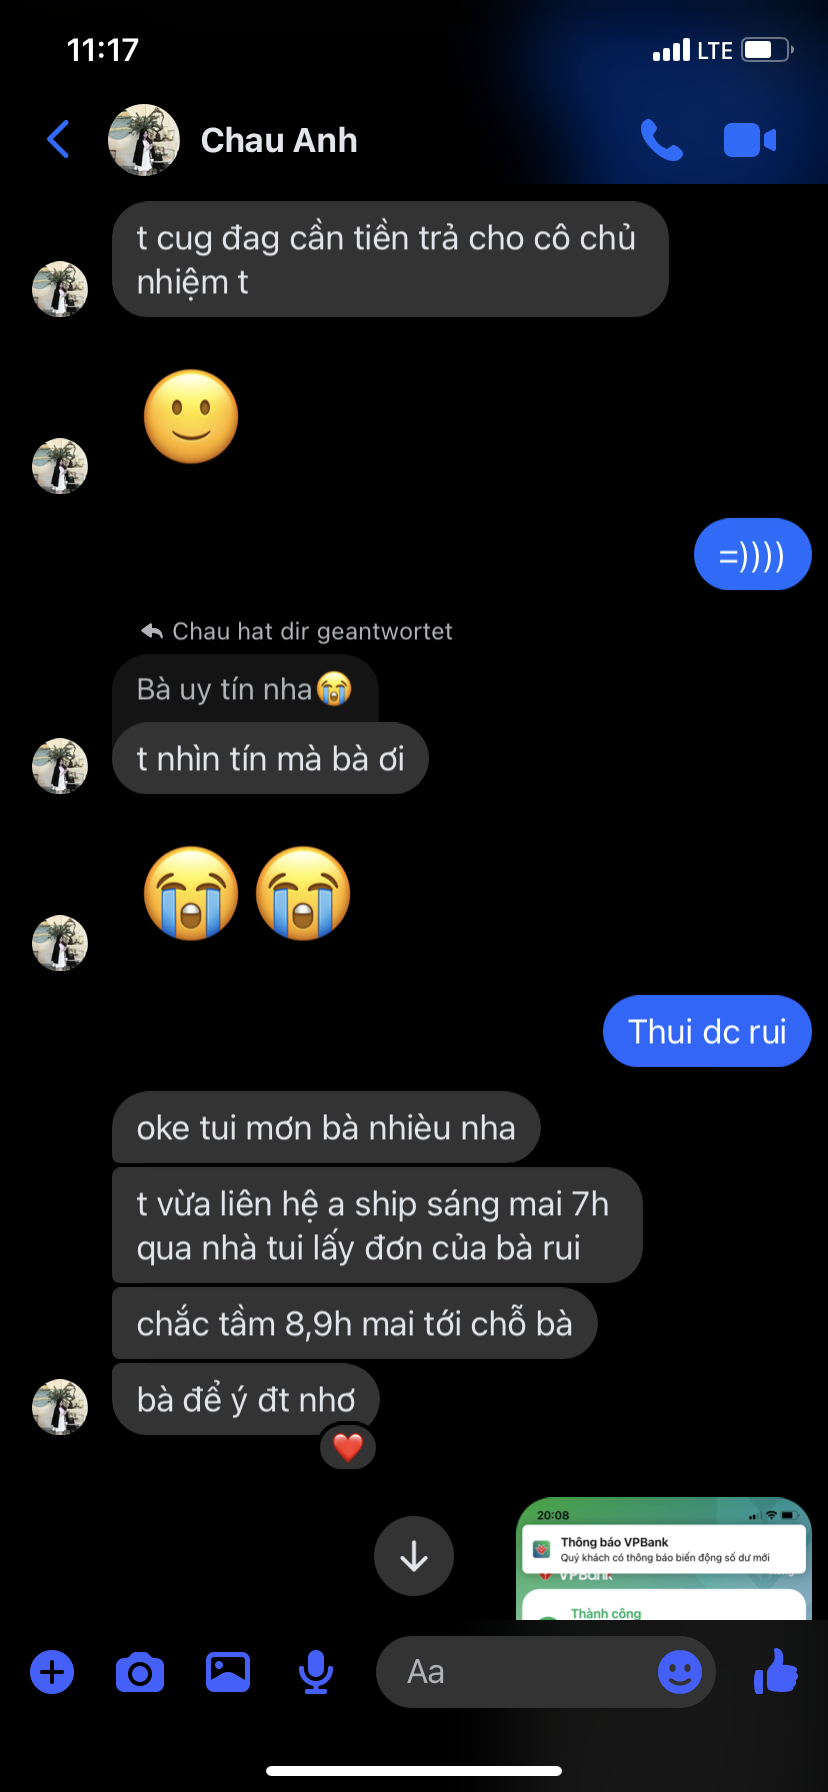 11:17
LTE
Chau Anh
t cug đag cần tiền trả cho cô chủ
nhiệm t
=))))
Chau hat dir geantwortet
Bà uy tín nha
t nhìn tín mà bà ơi
Thui dc rui
oke tui mơn bà nhièu nha
t vừa liên hệ a ship sáng mai 7h
qua nhà tui lấy đơn của bà rui
chắc tầm 8,9h mai tới chỗ bà
bà để ý đt nhơ
20:08
Thông báo VPBank
Quý khách có thông báo biến động số dư mới
VPBank
Thành công
Aa